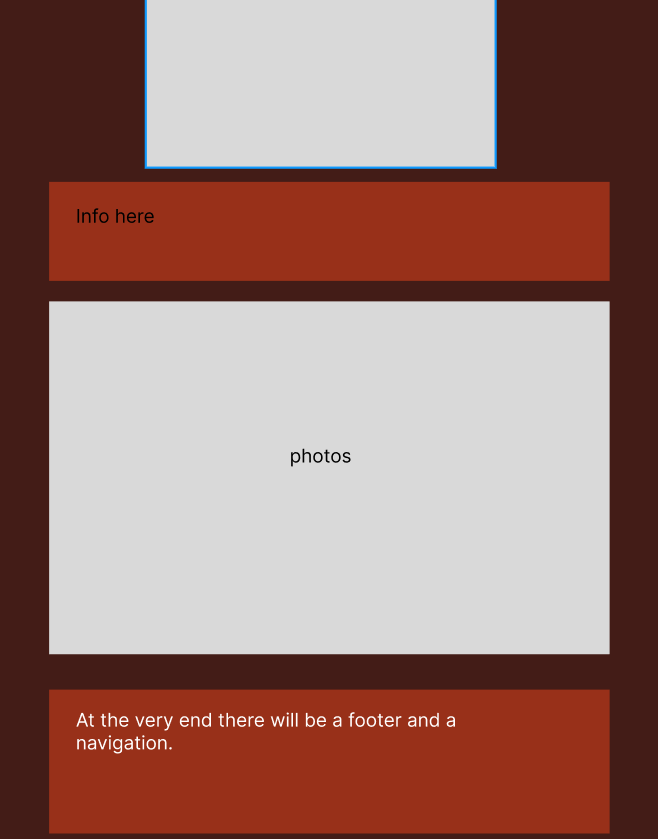 Info here
photos
At the very end there will be a footer and a
navigation.